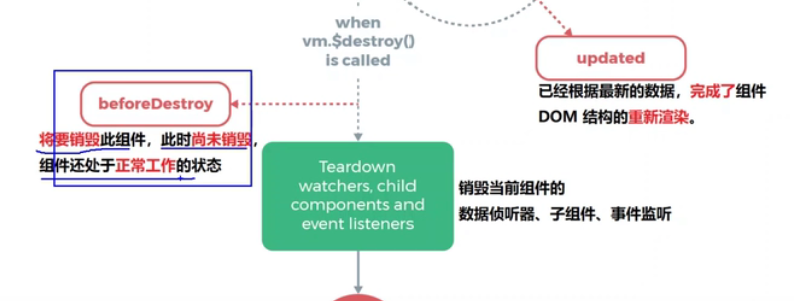 when
vm.$destroy()
is called
updated
已经根据最新的数据，完成了组件
DOM 结构的重新渲染。
beforeDestroy
将要销毁此组件，此时尚未销毁，
组件还处于正常工作的状态
Teardown
watchers, child
components and
event listeners
销毁当前组件的
数据侦听器、子组件、事件监听